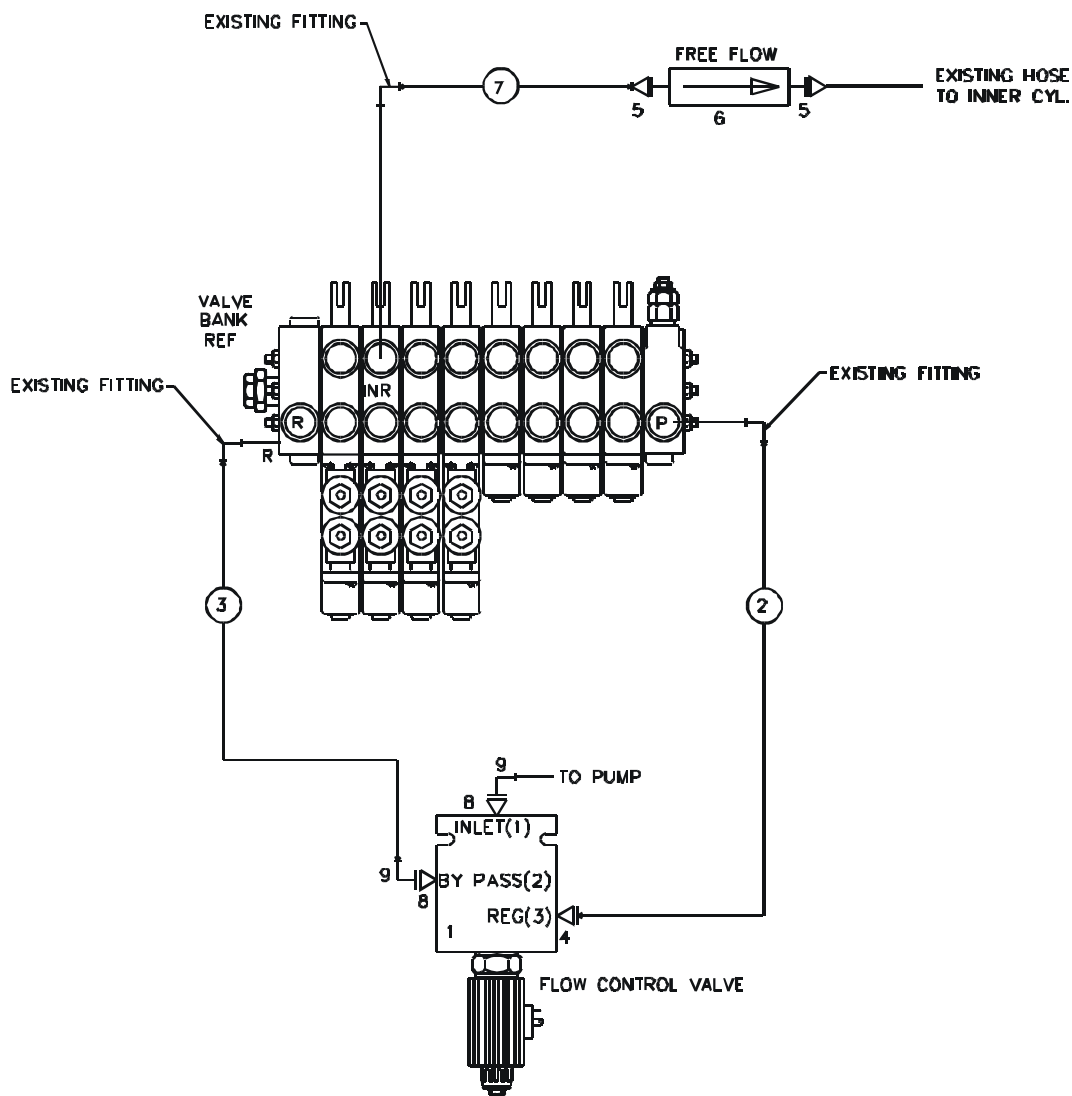 EXISTING FITTING
FREE FLOW
7
5
6
5
EXISTING HOSE
TO INNER CYL.
VALVE
BANK
REF
EXISTING FITTING
EXISTING FITTING
INR
R
P
R
3
2
9
TO PUMP
8
INLET(1)
9
BY PASS(2)
8
REG(3)
1
4
FLOW CONTROL VALVE